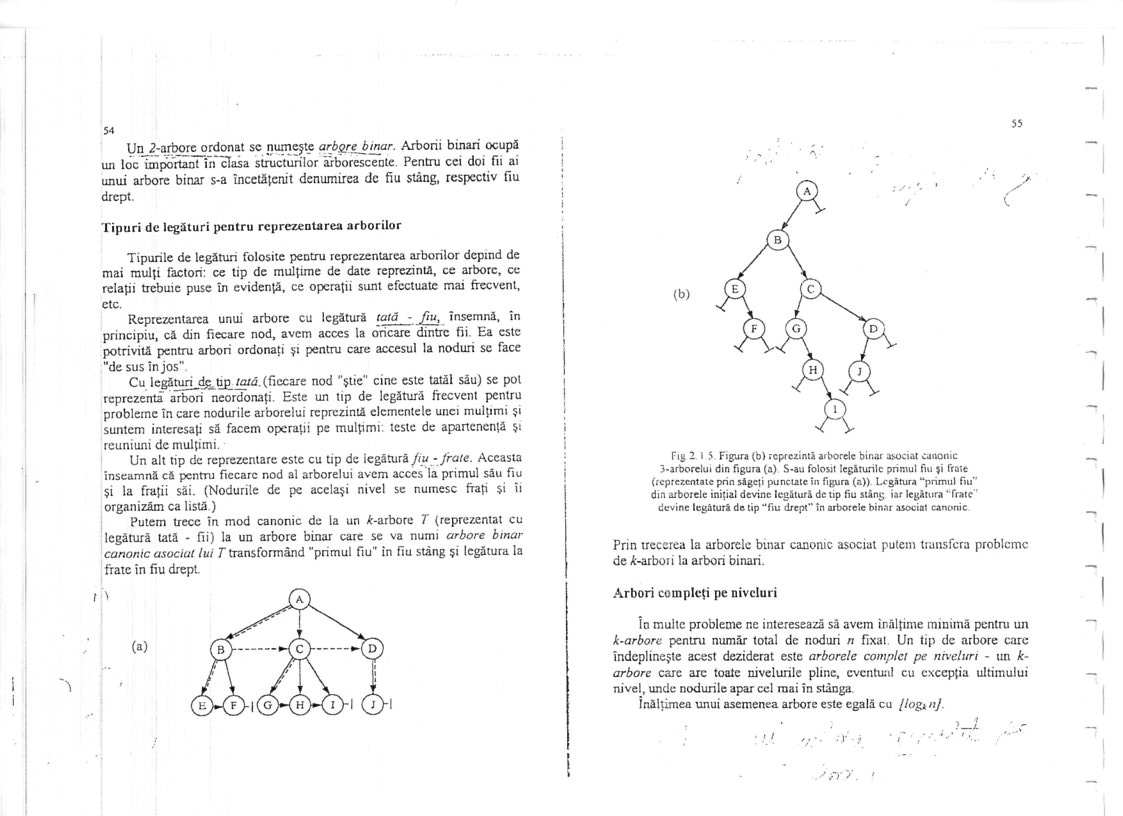 54
Un 2-arbore ordonat se numeşte arbore binar. Arborii binari ocupă
un loc important în clasa structurilor arborescente. Pentru cei doi fii ai
unui arbore binar s-a încetăţenit denumirea de fiu stâng, respectiv fiu
drept.
Tipuri de legături pentru reprezentarea arborilor
Tipurile de legături folosite pentru reprezentarea arborilor depind de
mai mulţi factori: ce tip de mulţime de date reprezintă, ce arbore, ce
relaţii trebuie puse în evidenţă, ce operaţii sunt efectuate mai frecvent,
etc.
Reprezentarea unui arbore cu legătură tată - fiu, însemnă, în
principiu, că din fiecare nod, avem acces la oricare dintre fii. Ea este
potrivită pentru arbori ordonaţi şi pentru care accesul la noduri se face
"de sus în jos".
Cu legături de tip tată (fiecare nod "ştie" cine este tatăl său) se pot
reprezenta arbori neordonaţi. Este un tip de legătură frecvent pentru
probleme în care nodurile arborelui reprezintă elementele unei mulţimi şi
suntem interesaţi să facem operaţii pe mulţimi: teste de apartenenţă şi
reuniuni de mulţimi.
Un alt tip de reprezentare este cu tip de legătură fiu - frate. Aceasta
înseamnă că pentru fiecare nod al arborelui avem acces la primul său fiu
şi la fraţii săi. (Nodurile de pe acelaşi nivel se numesc fraţi şi îi
organizăm ca listă.)
Putem trece în mod canonic de la un k-arbore T (reprezentat cu
legătură tată - fii) la un arbore binar care se va numi arbore binar
canonic asociat lui T transformând "primul fiu" în fiu stâng şi legătura la
frate în fiu drept.
(a)
A
B C D
E F G H I J
55
(b)
A
B
E C
F G D
H J
I
Fig 2.1.5. Figura (b) reprezintă arborele binar asociat canonic
3-arborelui din figura (a). S-au folosit legăturile primul fiu şi frate
(reprezentate prin săgeţi punctate în figura (a)). Legătura "primul fiu"
din arborele iniţial devine legătură de tip fiu stâng, iar legătura "frate"
devine legătură de tip "fiu drept" în arborele binar asociat canonic.
Prin trecerea la arborele binar canonic asociat putem transfera probleme
de k-arbori la arbori binari.
Arbori compleţi pe niveluri
În multe probleme ne interesează să avem înălţime minimă pentru un
k-arbore pentru număr total de noduri n fixat. Un tip de arbore care
îndeplineşte acest deziderat este arborele complet pe niveluri - un k-
arbore care are toate nivelurile pline, eventual cu excepţia ultimului
nivel, unde nodurile apar cel mai în stânga.
Înălţimea unui asemenea arbore este egală cu [logk n].